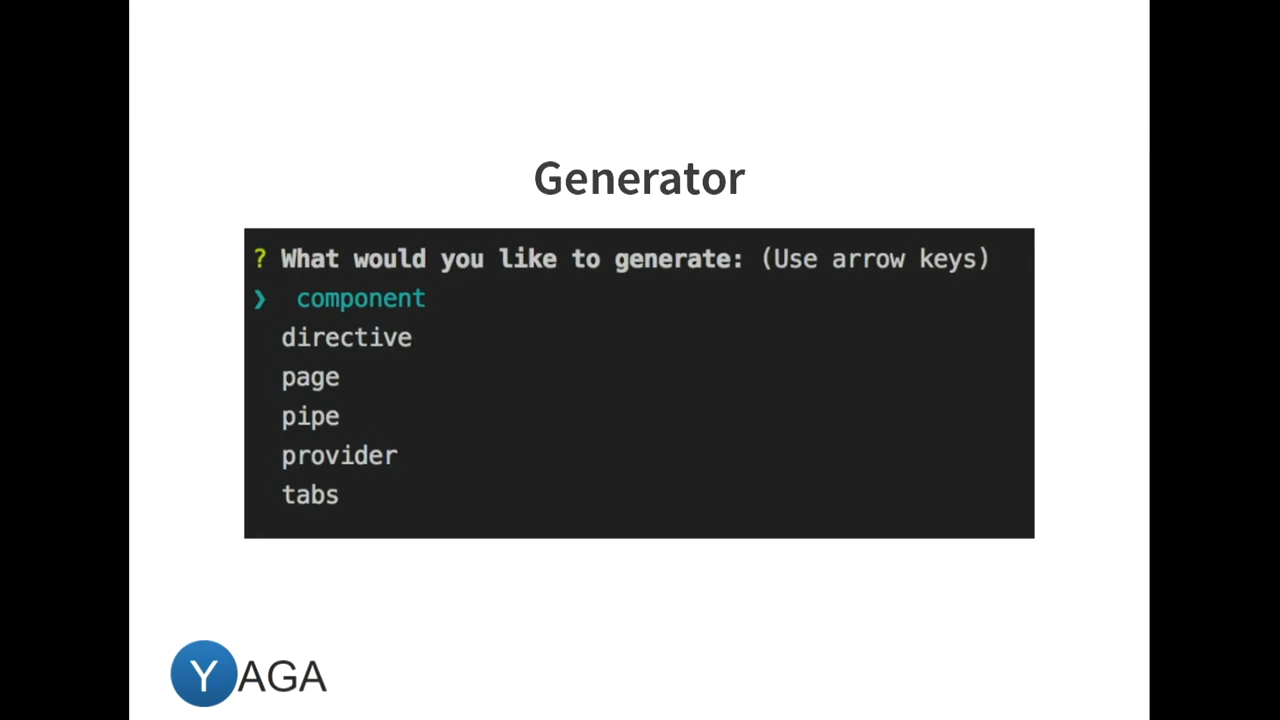 Generator
? What would you like to generate: (Use arrow keys)
❯ component
directive
page
pipe
provider
tabs
YAGA